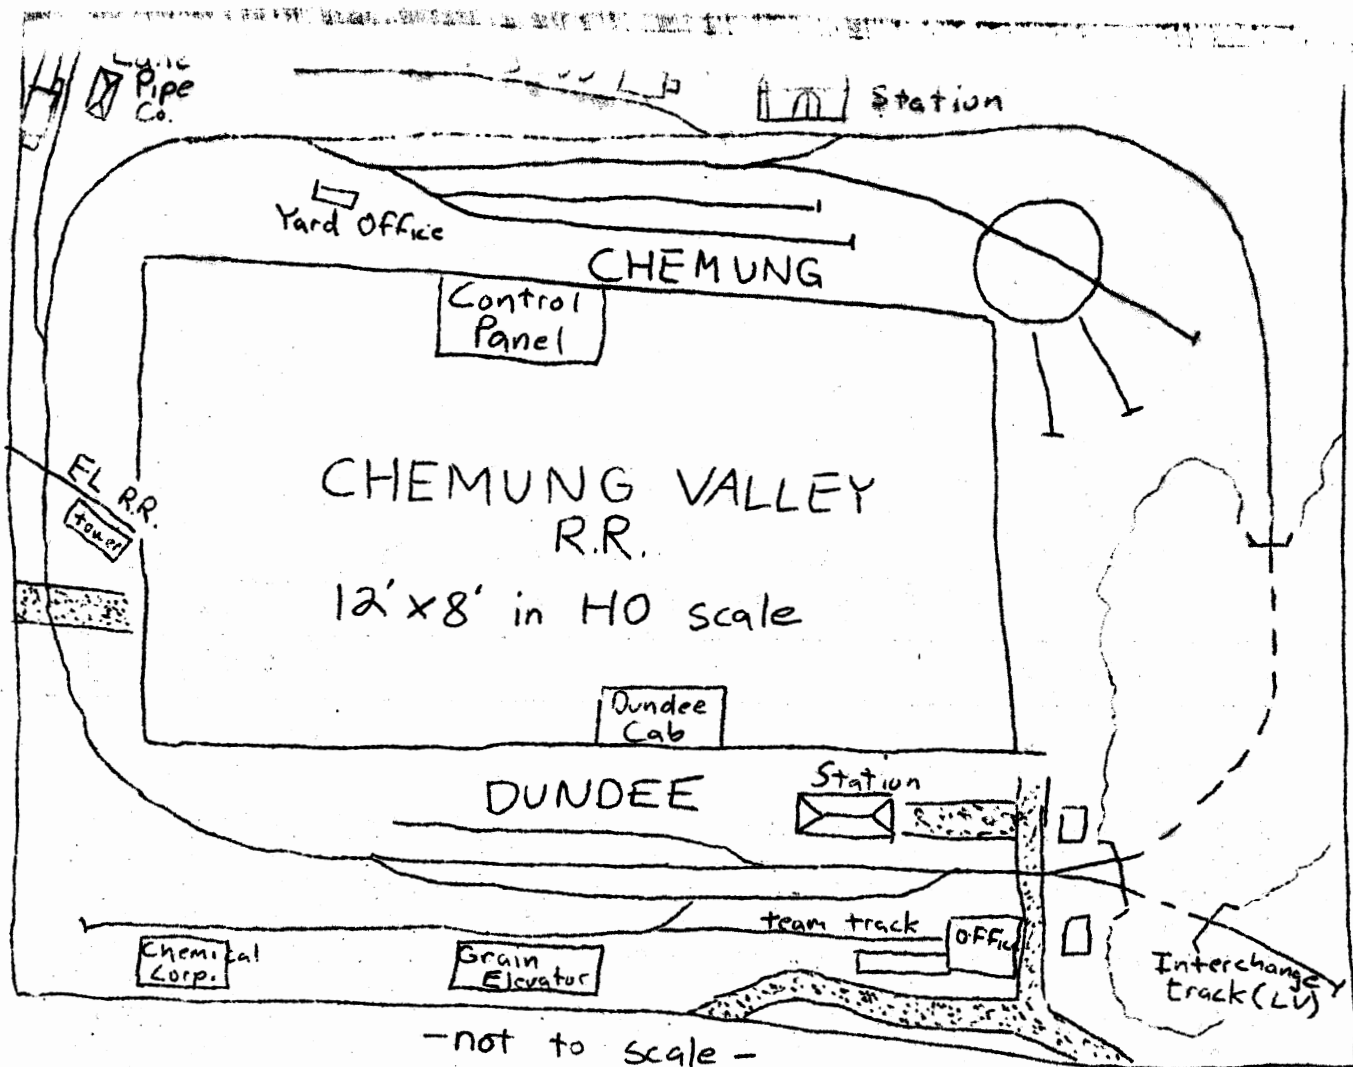 Pipe
Co.
Station
Yard Office
CHEMUNG
Control
Panel
EL R.R.
tower
CHEMUNG VALLEY
R.R.
12' x 8' in HO scale
Dundee
Cab
DUNDEE
Station
team track
Office
Chemical
Corp.
Grain
Elevator
Interchange
track (LV)
-not to scale-